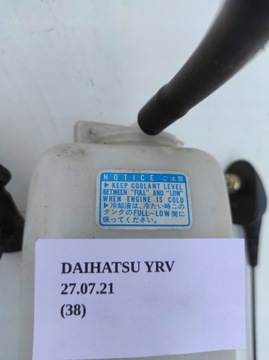 NOTICE ご注意
▶KEEP COOLANT LEVEL
BETWEEN "FULL" AND "LOW"
WHEN ENGINE IS COLD
▶冷却液は、冷たい時この
タンクのFULL~LOW間に
保ってください。
DAIHATSU YRV
27.07.21
(38)